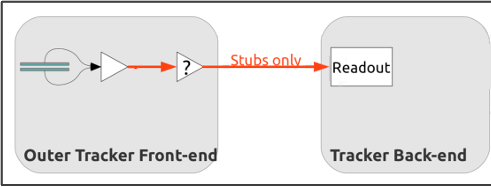 Stubs only
?
Readout
Outer Tracker Front-end
Tracker Back-end